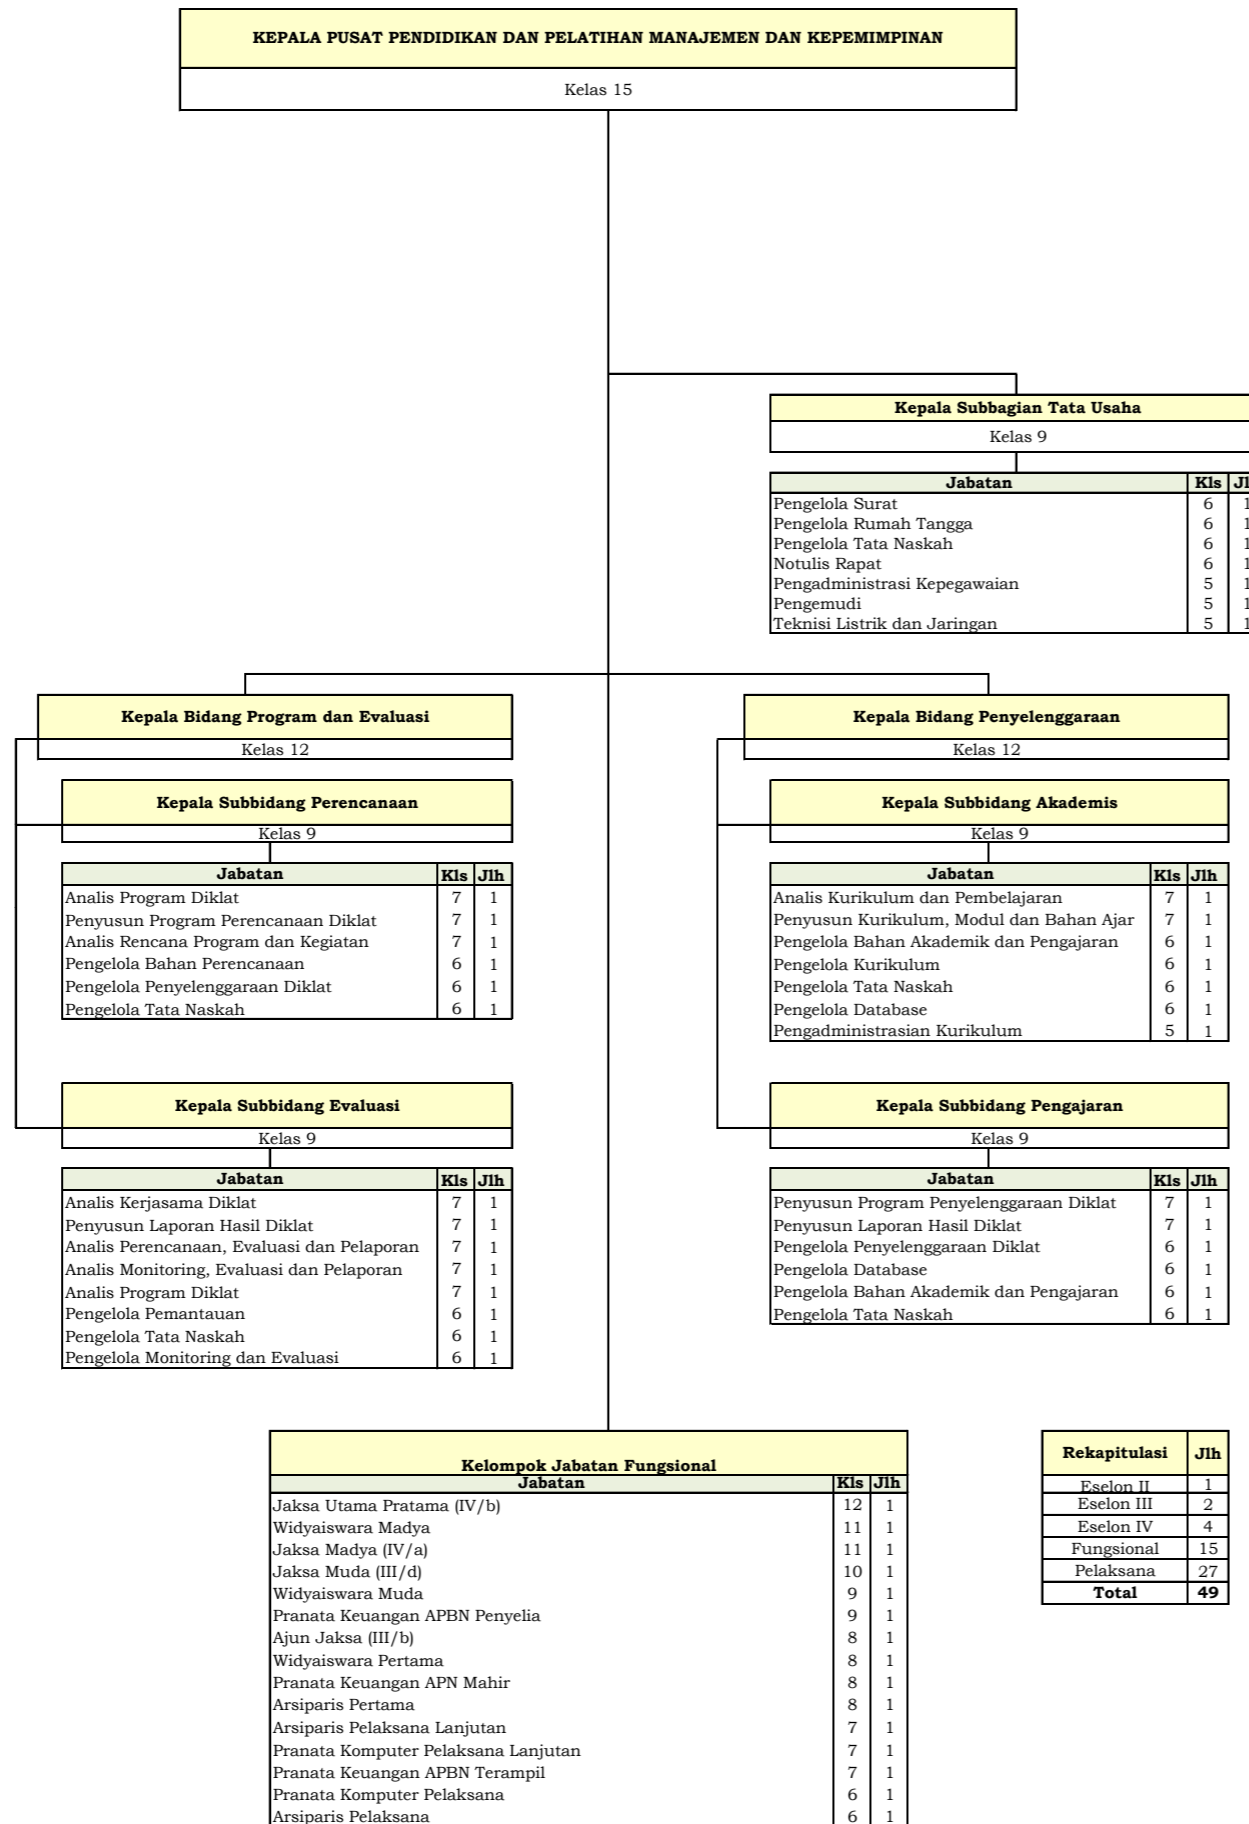 KEPALA PUSAT PENDIDIKAN DAN PELATIHAN MANAJEMEN DAN KEPEMIMPINAN
Kelas 15
Kepala Subbagian Tata Usaha
Kelas 9
Jabatan Kls Jl
Pengelola Surat 6 1
Pengelola Rumah Tangga 6 1
Pengelola Tata Naskah 6 1
Notulis Rapat 6 1
Pengadministrasi Kepegawaian 5 1
Pengemudi 5 1
Teknisi Listrik dan Jaringan 5 1
Kepala Bidang Program dan Evaluasi
Kelas 12
Kepala Subbidang Perencanaan
Kelas 9
Jabatan Kls Jlh
Analis Program Diklat 7 1
Penyusun Program Perencanaan Diklat 7 1
Analis Rencana Program dan Kegiatan 7 1
Pengelola Bahan Perencanaan 6 1
Pengelola Penyelenggaraan Diklat 6 1
Pengelola Tata Naskah 6 1
Kepala Subbidang Evaluasi
Kelas 9
Jabatan Kls Jlh
Analis Kerjasama Diklat 7 1
Penyusun Laporan Hasil Diklat 7 1
Analis Perencanaan, Evaluasi dan Pelaporan 7 1
Analis Monitoring, Evaluasi dan Pelaporan 7 1
Analis Program Diklat 7 1
Pengelola Pemantauan 6 1
Pengelola Tata Naskah 6 1
Pengelola Monitoring dan Evaluasi 6 1
Kepala Bidang Penyelenggaraan
Kelas 12
Kepala Subbidang Akademis
Kelas 9
Jabatan Kls Jlh
Analis Kurikulum dan Pembelajaran 7 1
Penyusun Kurikulum, Modul dan Bahan Ajar 7 1
Pengelola Bahan Akademik dan Pengajaran 6 1
Pengelola Kurikulum 6 1
Pengelola Tata Naskah 6 1
Pengelola Database 6 1
Pengadministrasian Kurikulum 5 1
Kepala Subbidang Pengajaran
Kelas 9
Jabatan Kls Jlh
Penyusun Program Penyelenggaraan Diklat 7 1
Penyusun Laporan Hasil Diklat 7 1
Pengelola Penyelenggaraan Diklat 6 1
Pengelola Database 6 1
Pengelola Bahan Akademik dan Pengajaran 6 1
Pengelola Tata Naskah 6 1
Kelompok Jabatan Fungsional
Jabatan Kls Jlh
Jaksa Utama Pratama (IV/b) 12 1
Widyaiswara Madya 11 1
Jaksa Madya (IV/a) 11 1
Jaksa Muda (III/d) 10 1
Widyaiswara Muda 9 1
Pranata Keuangan APBN Penyelia 9 1
Ajun Jaksa (III/b) 8 1
Widyaiswara Pertama 8 1
Pranata Keuangan APN Mahir 8 1
Arsiparis Pertama 8 1
Arsiparis Pelaksana Lanjutan 7 1
Pranata Komputer Pelaksana Lanjutan 7 1
Pranata Keuangan APBN Terampil 7 1
Pranata Komputer Pelaksana 6 1
Arsiparis Pelaksana 6 1
Rekapitulasi Jlh
Eselon II 1
Eselon III 2
Eselon IV 4
Fungsional 15
Pelaksana 27
Total 49